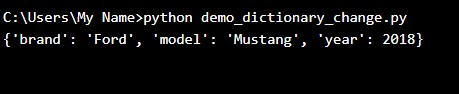 C:\Users\My Name>python demo_dictionary_change.py
{'brand': 'Ford', 'model': 'Mustang', 'year': 2018}